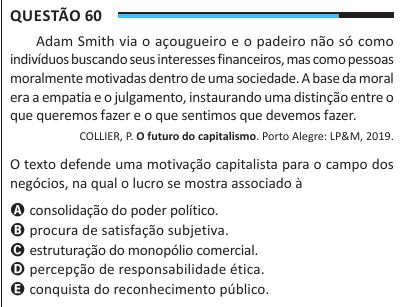 QUESTÃO 60
Adam Smith via o açougueiro e o padeiro não só como
indivíduos buscando seus interesses financeiros, mas como pessoas
moralmente motivadas dentro de uma sociedade. A base da moral
era a empatia e o julgamento, instaurando uma distinção entre o
que queremos fazer e o que sentimos que devemos fazer.
COLLIER, P. O futuro do capitalismo. Porto Alegre: LP&M, 2019.
O texto defende uma motivação capitalista para o campo dos
negócios, na qual o lucro se mostra associado à
A consolidação do poder político.
B procura de satisfação subjetiva.
C estruturação do monopólio comercial.
D percepção de responsabilidade ética.
E conquista do reconhecimento público.